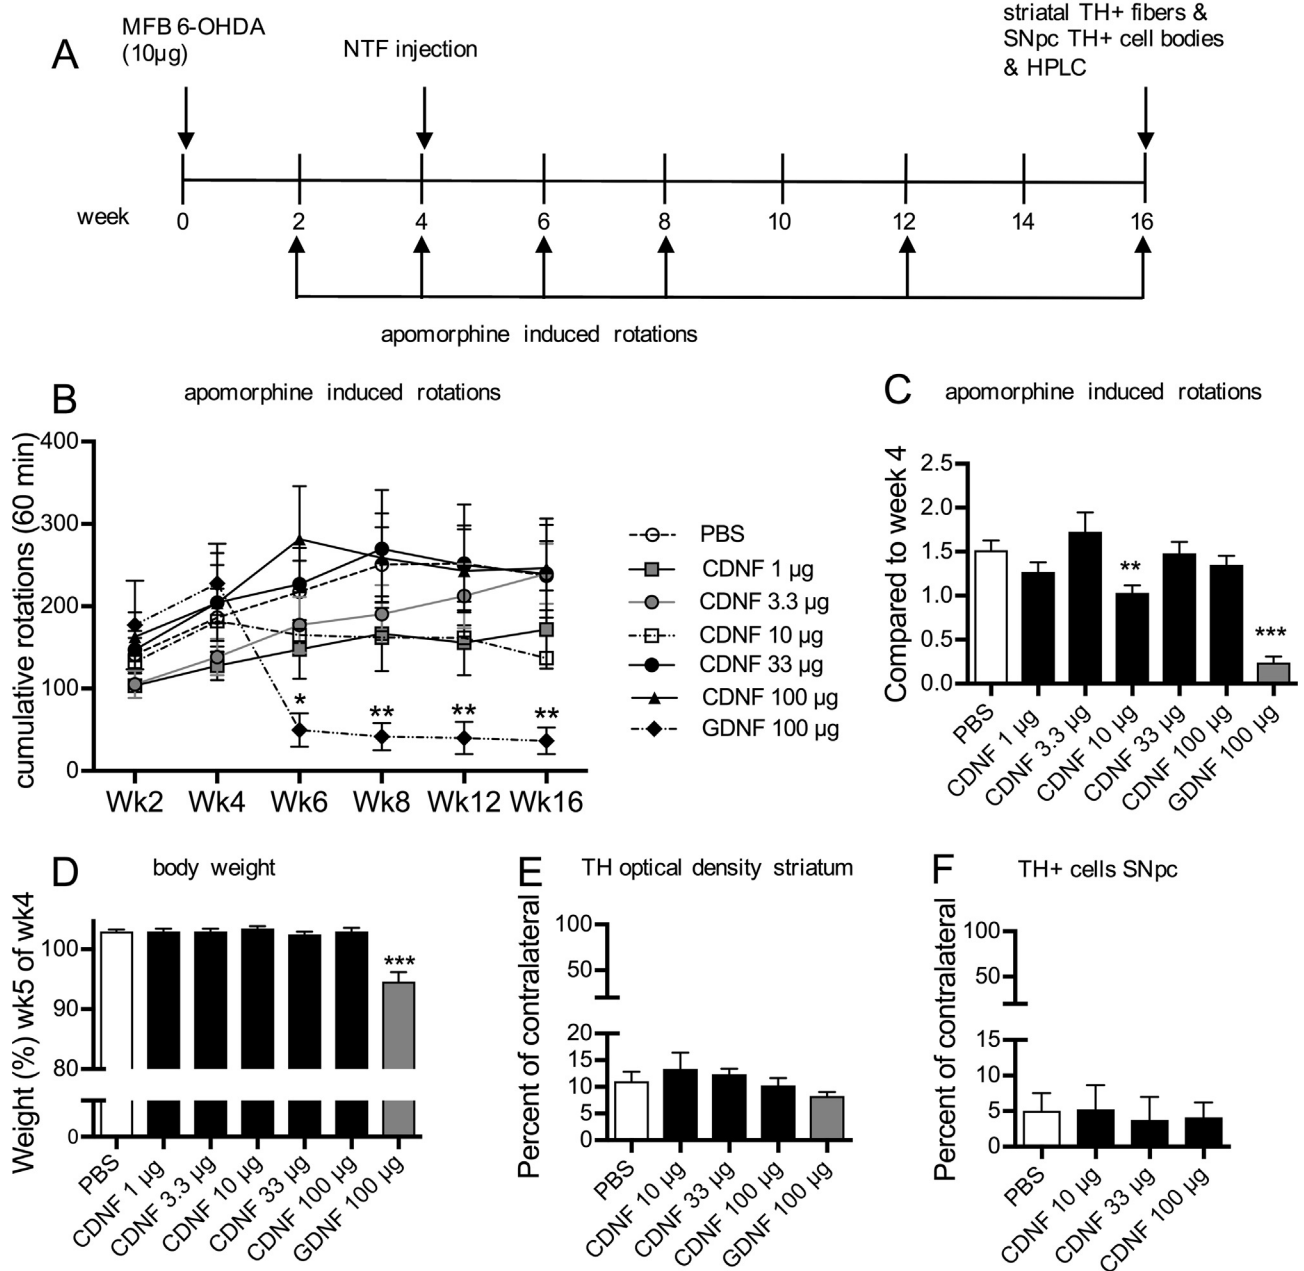 A
MFB 6-OHDA
(10µg)
NTF injection
striatal TH+ fibers &
SNpc TH+ cell bodies
& HPLC
week
0 2 4 6 8 10 12 14 16
apomorphine induced rotations
B
apomorphine induced rotations
cumulative rotations (60 min)
400
300
200
100
0
* ** ** **
Wk2 Wk4 Wk6 Wk8 Wk12 Wk16
PBS
CDNF 1 µg
CDNF 3.3 µg
CDNF 10 µg
CDNF 33 µg
CDNF 100 µg
GDNF 100 µg
C
apomorphine induced rotations
Compared to week 4
2.5
2.0
1.5
1.0
0.5
0.0
**
***
PBS
CDNF 1 µg
CDNF 3.3 µg
CDNF 10 µg
CDNF 33 µg
CDNF 100 µg
GDNF 100 µg
D
body weight
Weight (%) wk5 of wk4
100
90
80
0
***
PBS
CDNF 1 µg
CDNF 3.3 µg
CDNF 10 µg
CDNF 33 µg
CDNF 100 µg
GDNF 100 µg
E
TH optical density striatum
Percent of contralateral
100
50
20
15
10
5
0
PBS
CDNF 10 µg
CDNF 33 µg
CDNF 100 µg
GDNF 100 µg
F
TH+ cells SNpc
Percent of contralateral
100
50
15
10
5
0
PBS
CDNF 10 µg
CDNF 33 µg
CDNF 100 µg